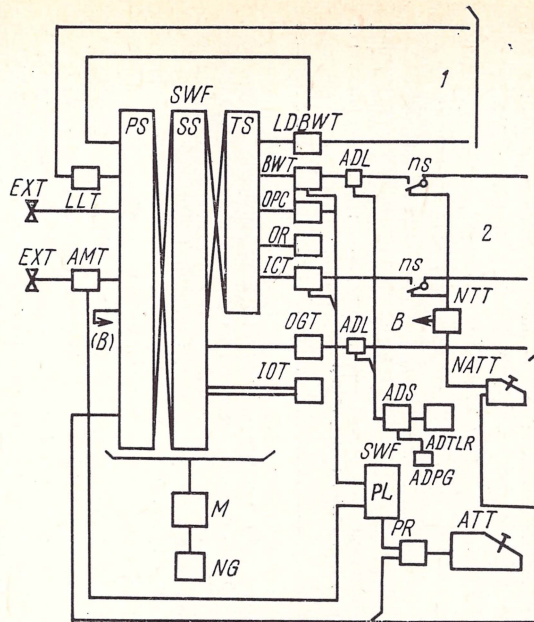 1
SWF
PS SS TS LDBWT
BWT ADL ns
EXT LLT OPC
2
OR
EXT AMT ICT ns
(B) OGT ADL B NTT
IOT NATT
ADS
ADTLR
SWF ADPG
M PL
PR ATT
NG